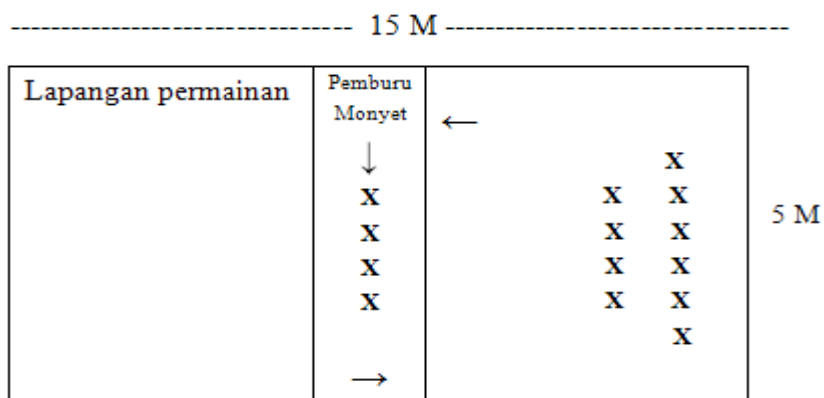 --------------------------------- 15 M ---------------------------------
Lapangan permainan
Pemburu
Monyet
←
↓
X
X X X
X X X
5 M
X X X
X X X
X
→